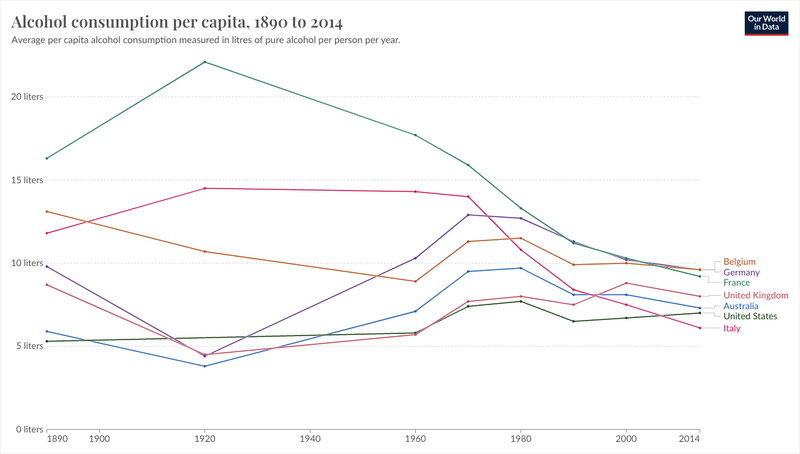 Alcohol consumption per capita, 1890 to 2014
Our World
in Data
Average per capita alcohol consumption measured in litres of pure alcohol per person per year.
20 liters
15 liters
10 liters
5 liters
0 liters
Belgium
Germany
France
United Kingdom
Australia
United States
Italy
1890
1900
1920
1940
1960
1980
2000
2014